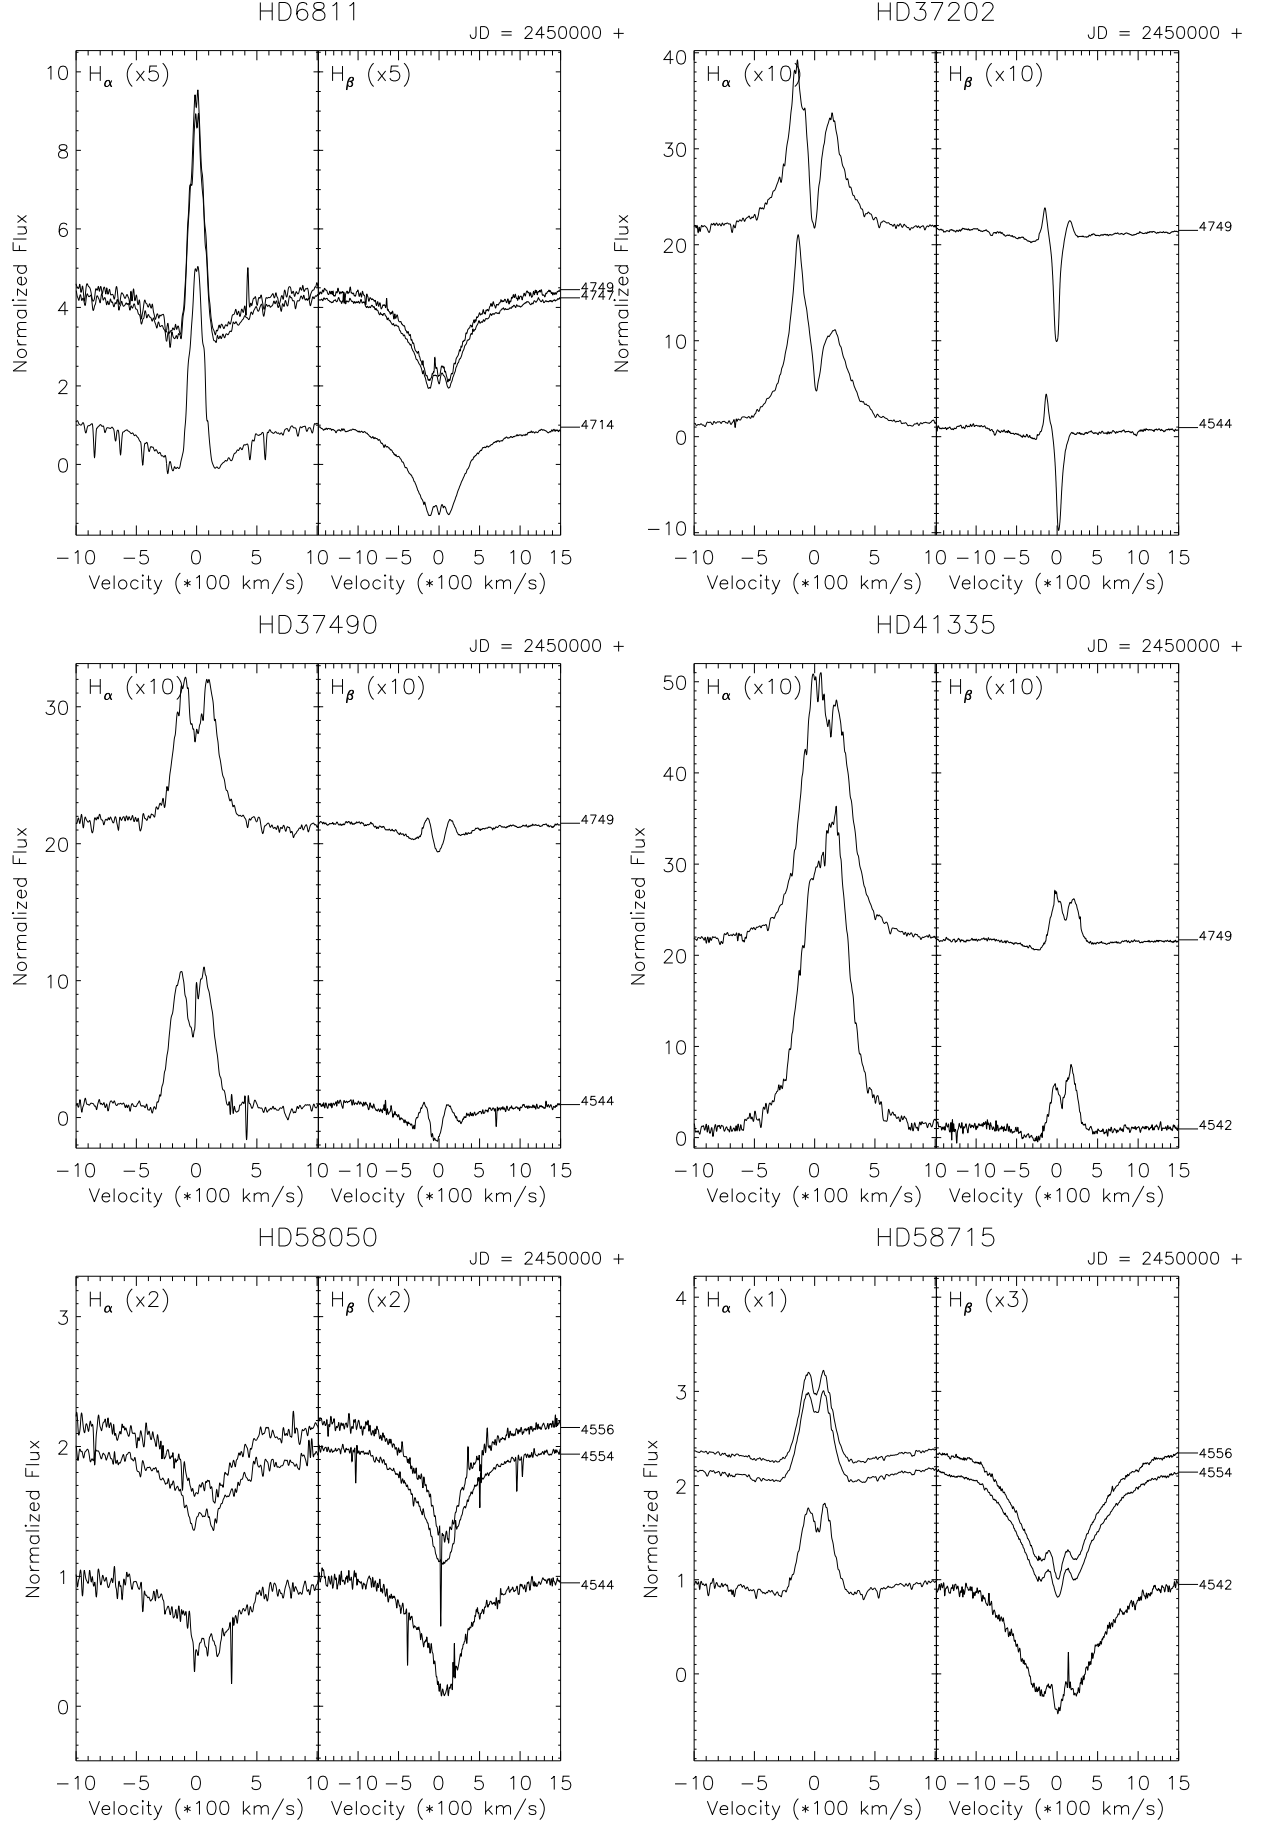 HD6811
JD = 2450000 +
Hα (x5)
Hβ (x5)
10
8
6
4
2
0
Normalized Flux
4749
4747
4714
−10 −5 0 5 10 −10 −5 0 5 10 15
Velocity (*100 km/s)
Velocity (*100 km/s)
HD37202
JD = 2450000 +
Hα (x10)
Hβ (x10)
40
30
20
10
0
−10
Normalized Flux
4749
4544
−10 −5 0 5 10 −10 −5 0 5 10 15
Velocity (*100 km/s)
Velocity (*100 km/s)
HD37490
JD = 2450000 +
Hα (x10)
Hβ (x10)
30
20
10
0
Normalized Flux
4749
4544
−10 −5 0 5 10 −10 −5 0 5 10 15
Velocity (*100 km/s)
Velocity (*100 km/s)
HD41335
JD = 2450000 +
Hα (x10)
Hβ (x10)
50
40
30
20
10
0
Normalized Flux
4749
4542
−10 −5 0 5 10 −10 −5 0 5 10 15
Velocity (*100 km/s)
Velocity (*100 km/s)
HD58050
JD = 2450000 +
Hα (x2)
Hβ (x2)
3
2
1
0
Normalized Flux
4556
4554
4544
−10 −5 0 5 10 −10 −5 0 5 10 15
Velocity (*100 km/s)
Velocity (*100 km/s)
HD58715
JD = 2450000 +
Hα (x1)
Hβ (x3)
4
3
2
1
0
Normalized Flux
4556
4554
4542
−10 −5 0 5 10 −10 −5 0 5 10 15
Velocity (*100 km/s)
Velocity (*100 km/s)